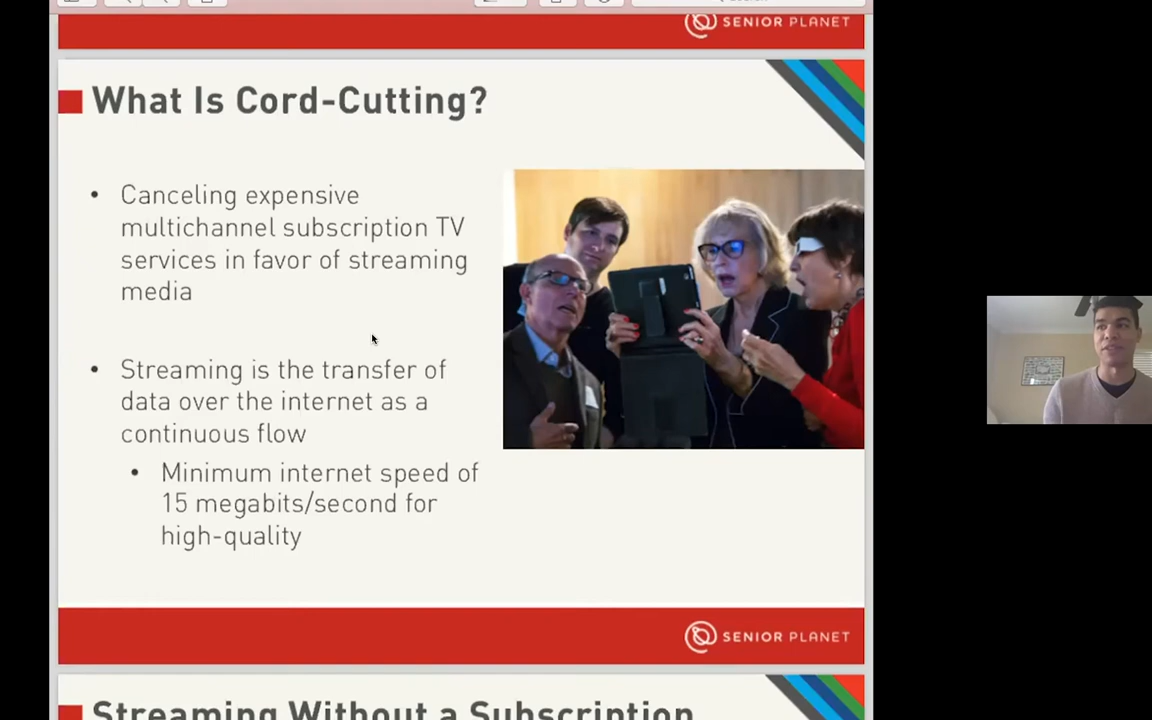 SENIOR PLANET
What Is Cord-Cutting?
• Canceling expensive
multichannel subscription TV
services in favor of streaming
media
• Streaming is the transfer of
data over the internet as a
continuous flow
• Minimum internet speed of
15 megabits/second for
high-quality
SENIOR PLANET
Streaming Without a Subscription